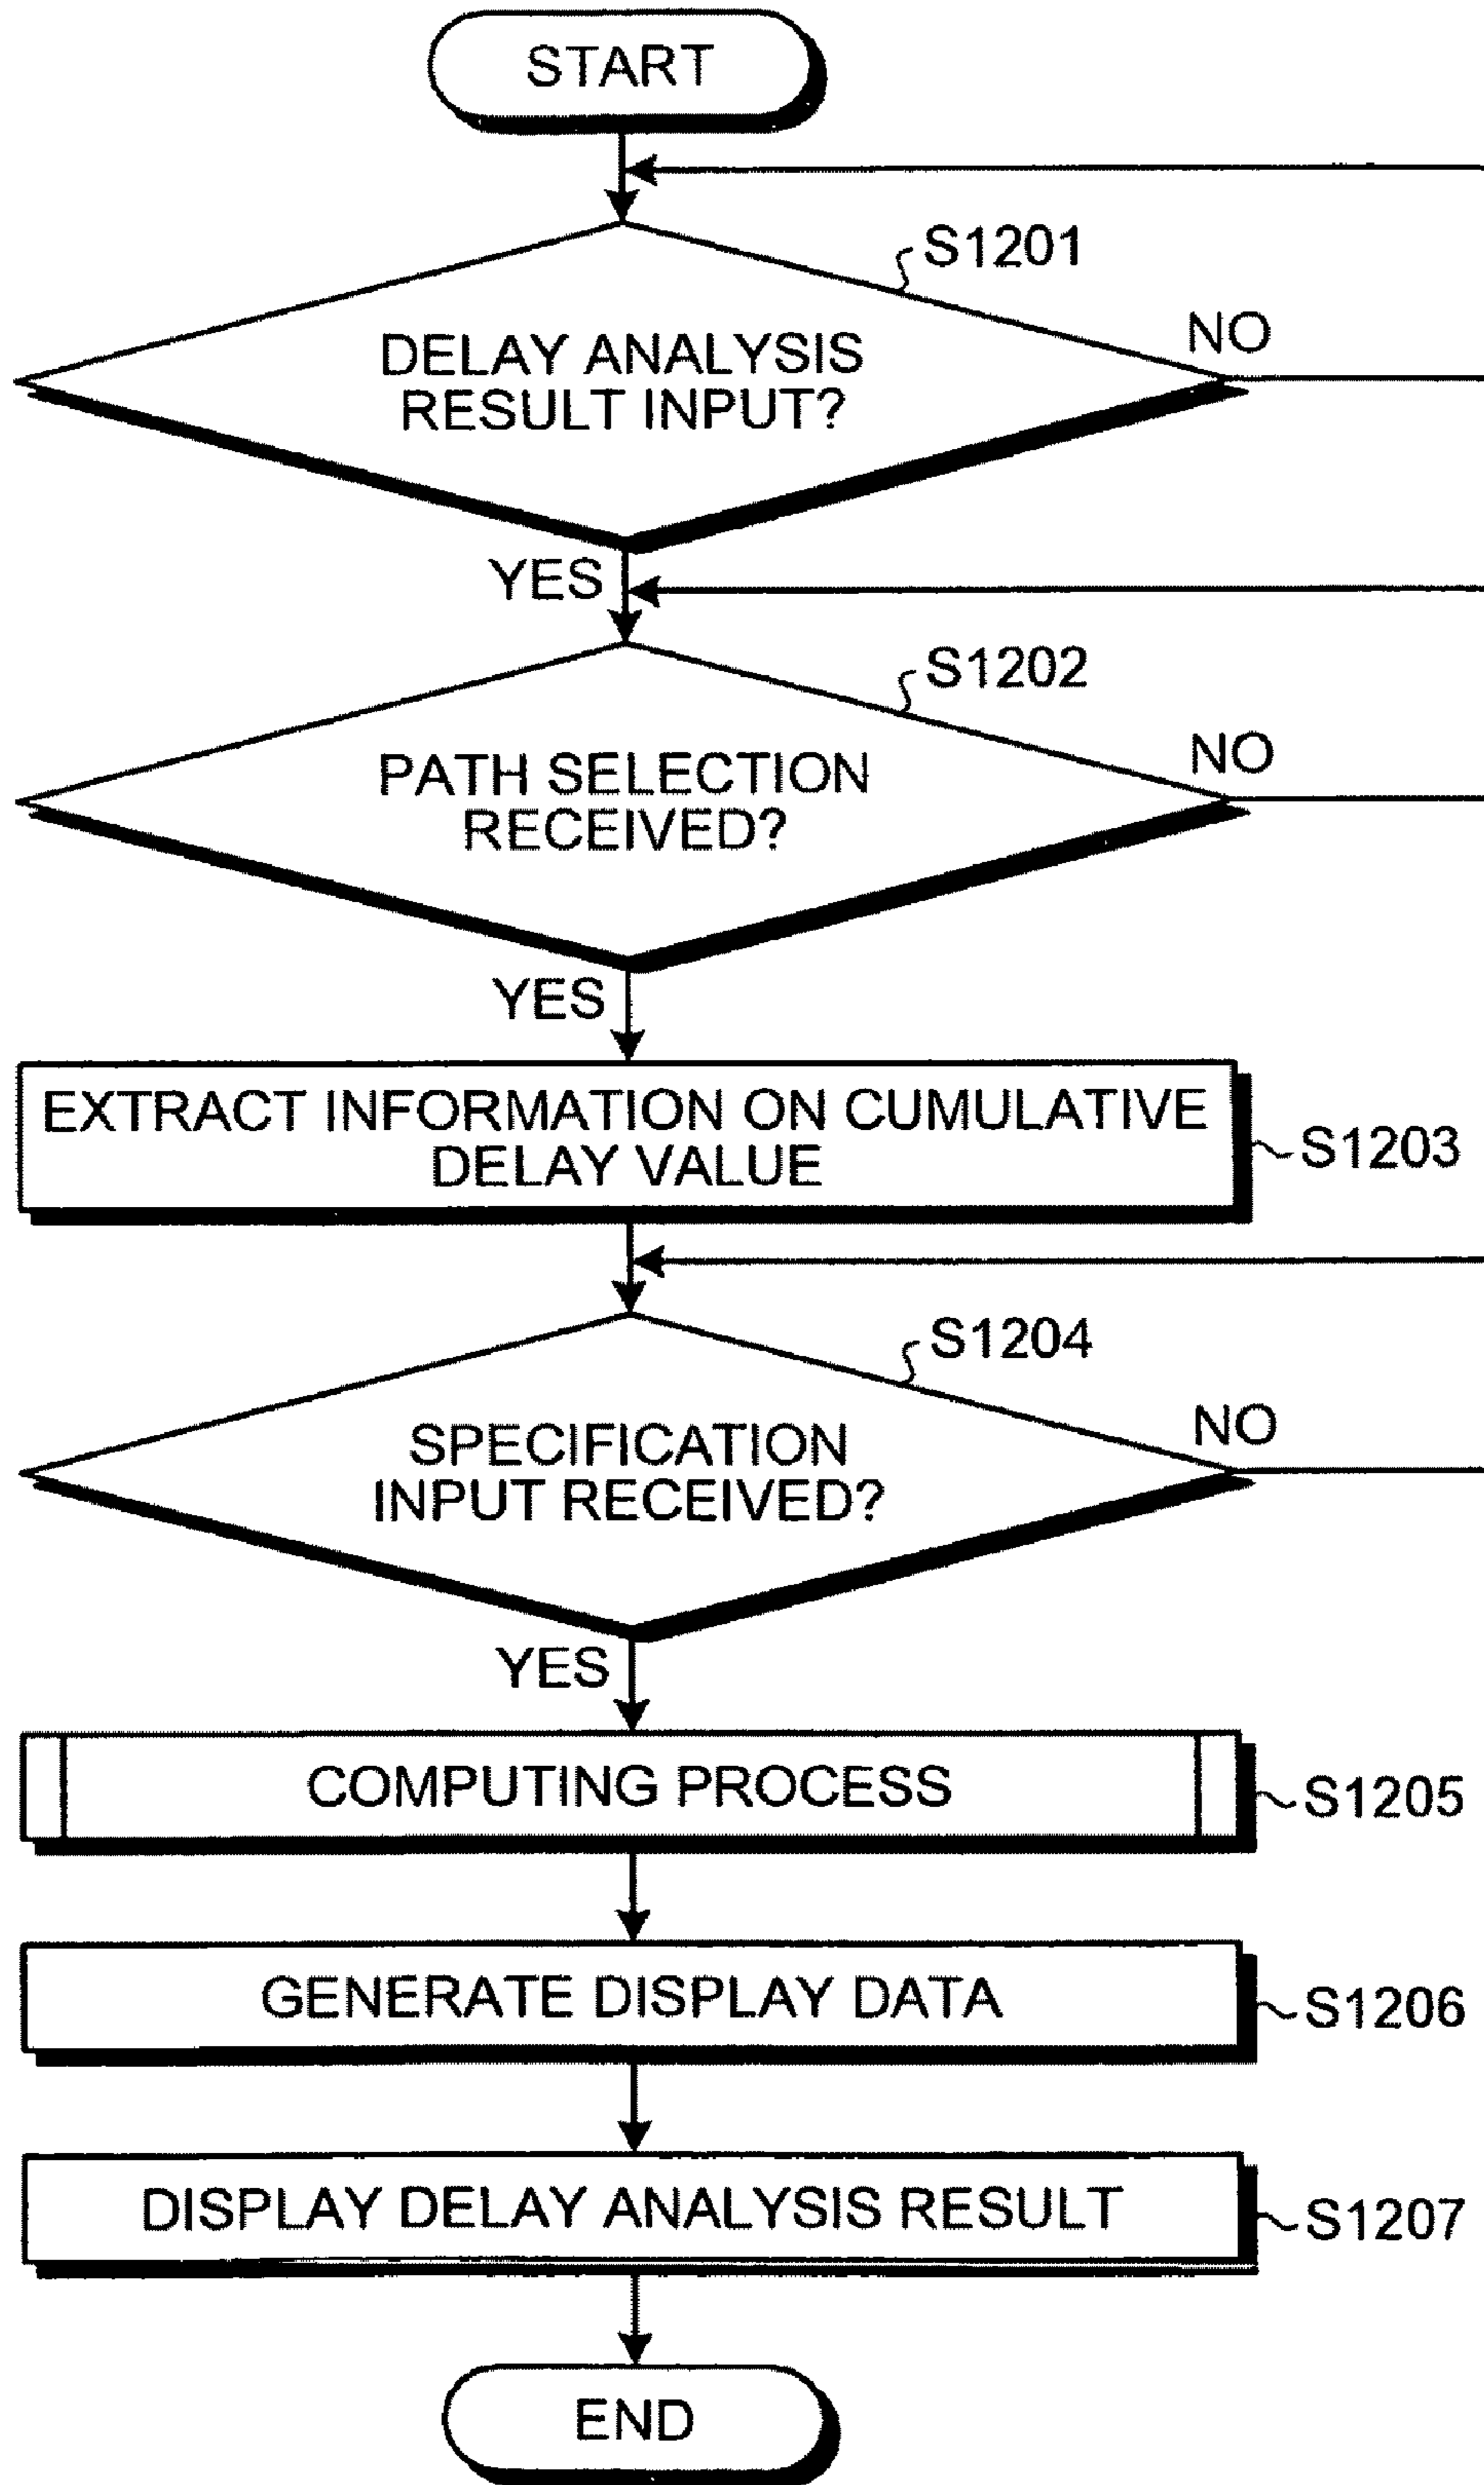 START
S1201
DELAY ANALYSIS
RESULT INPUT?
NO
YES
S1202
PATH SELECTION
RECEIVED?
NO
YES
EXTRACT INFORMATION ON CUMULATIVE
DELAY VALUE
S1203
S1204
SPECIFICATION
INPUT RECEIVED?
NO
YES
COMPUTING PROCESS
S1205
GENERATE DISPLAY DATA
S1206
DISPLAY DELAY ANALYSIS RESULT
S1207
END